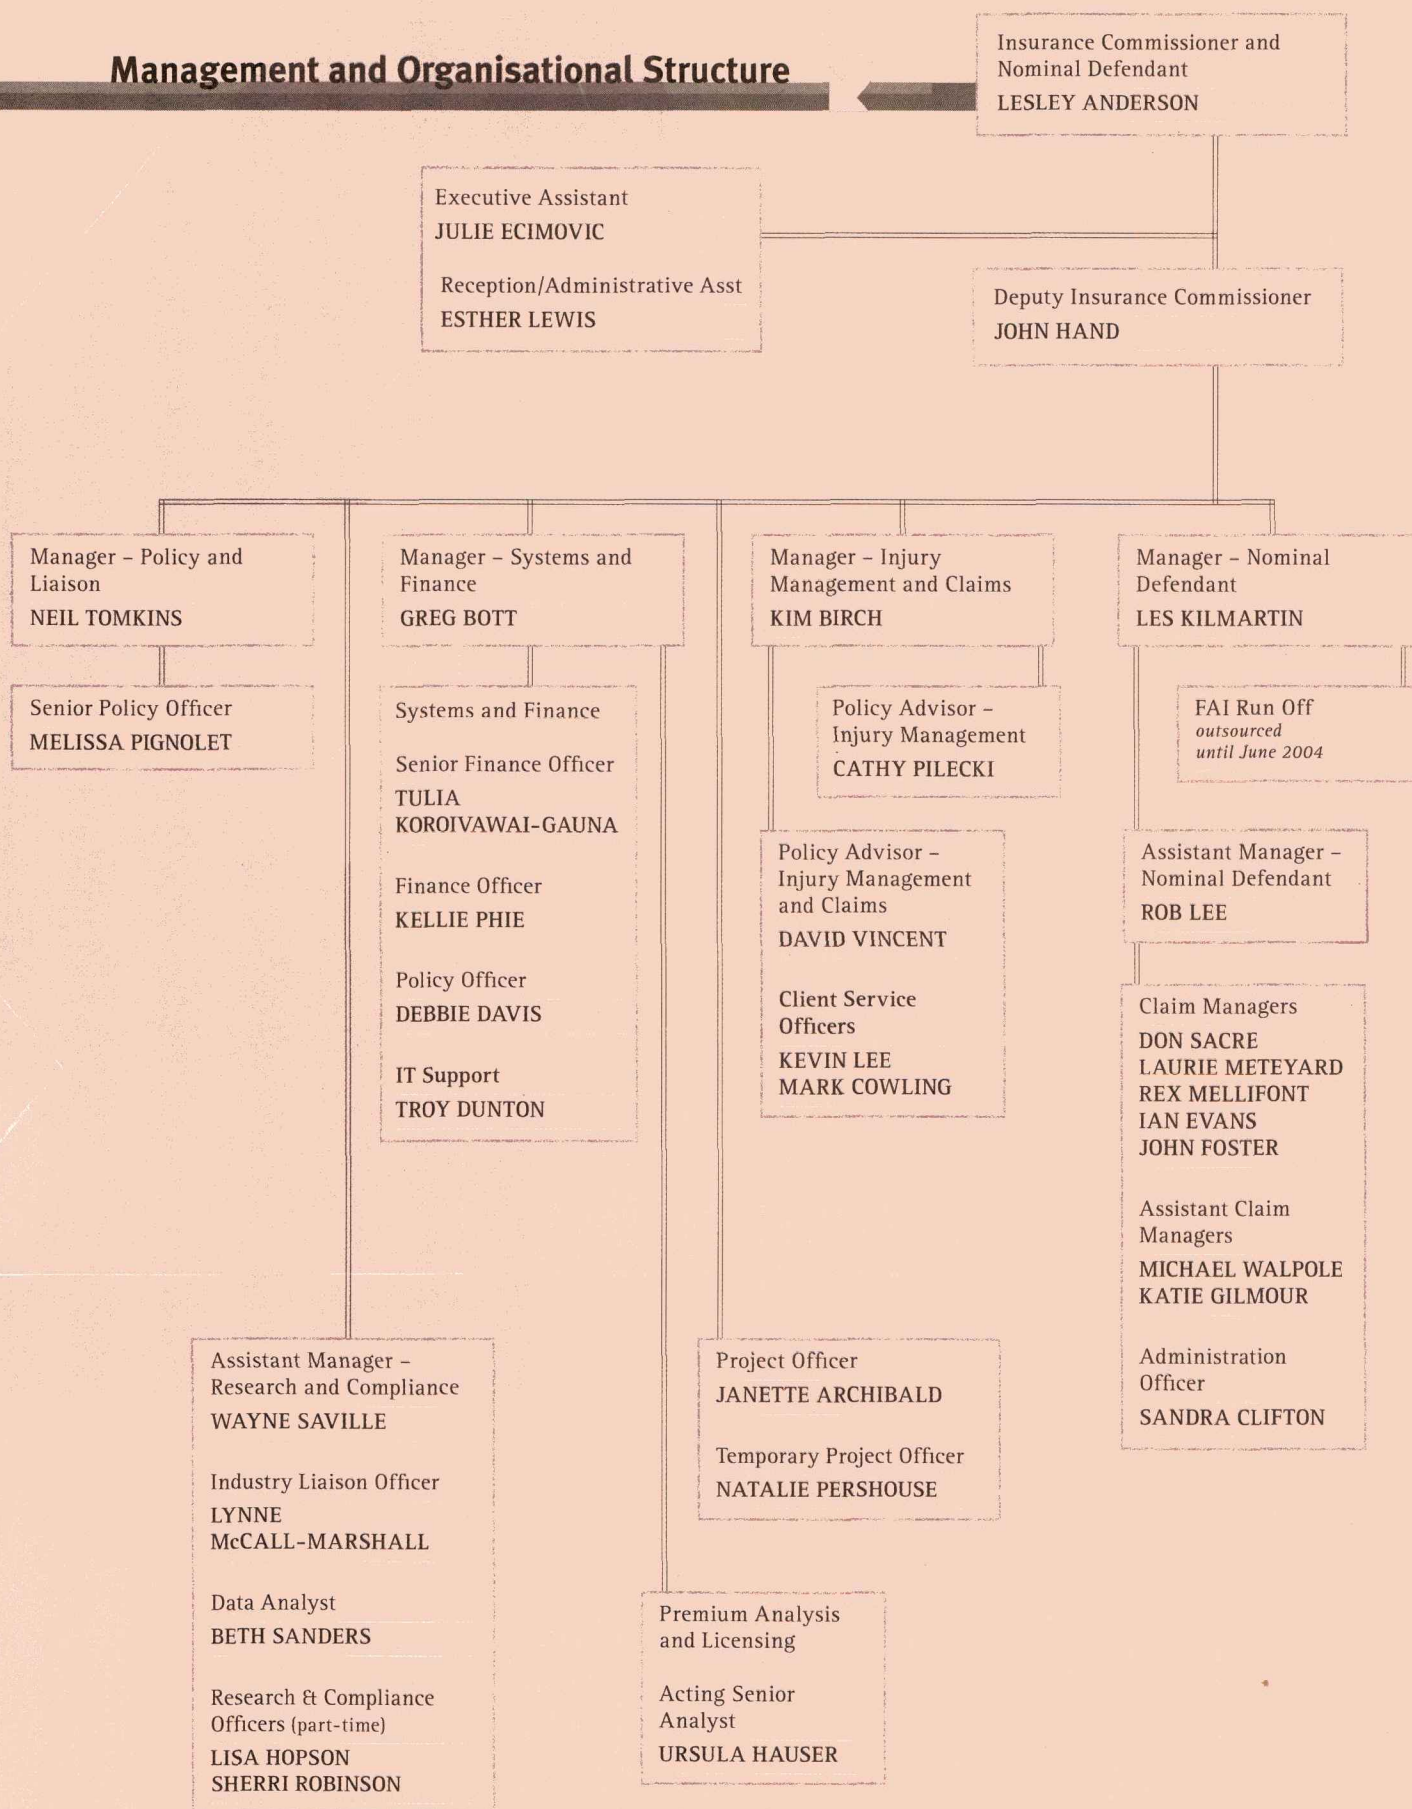 Management and Organisational Structure
Insurance Commissioner and
Nominal Defendant
LESLEY ANDERSON
Executive Assistant
JULIE ECIMOVIC
Reception/Administrative Asst
ESTHER LEWIS
Deputy Insurance Commissioner
JOHN HAND
Manager – Policy and
Liaison
NEIL TOMKINS
Senior Policy Officer
MELISSA PIGNOLET
Manager – Systems and
Finance
GREG BOTT
Systems and Finance
Senior Finance Officer
TULIA
KOROIVAWAI-GAUNA
Finance Officer
KELLIE PHIE
Policy Officer
DEBBIE DAVIS
IT Support
TROY DUNTON
Manager – Injury
Management and Claims
KIM BIRCH
Policy Advisor –
Injury Management
CATHY PILECKI
Policy Advisor –
Injury Management
and Claims
DAVID VINCENT
Client Service
Officers
KEVIN LEE
MARK COWLING
Manager – Nominal
Defendant
LES KILMARTIN
FAI Run Off
outsourced
until June 2004
Assistant Manager –
Nominal Defendant
ROB LEE
Claim Managers
DON SACRE
LAURIE METEYARD
REX MELLIFONT
IAN EVANS
JOHN FOSTER
Assistant Claim
Managers
MICHAEL WALPOLE
KATIE GILMOUR
Administration
Officer
SANDRA CLIFTON
Assistant Manager –
Research and Compliance
WAYNE SAVILLE
Industry Liaison Officer
LYNNE
McCALL-MARSHALL
Data Analyst
BETH SANDERS
Research & Compliance
Officers (part-time)
LISA HOPSON
SHERRI ROBINSON
Project Officer
JANETTE ARCHIBALD
Temporary Project Officer
NATALIE PERSHOUSE
Premium Analysis
and Licensing
Acting Senior
Analyst
URSULA HAUSER